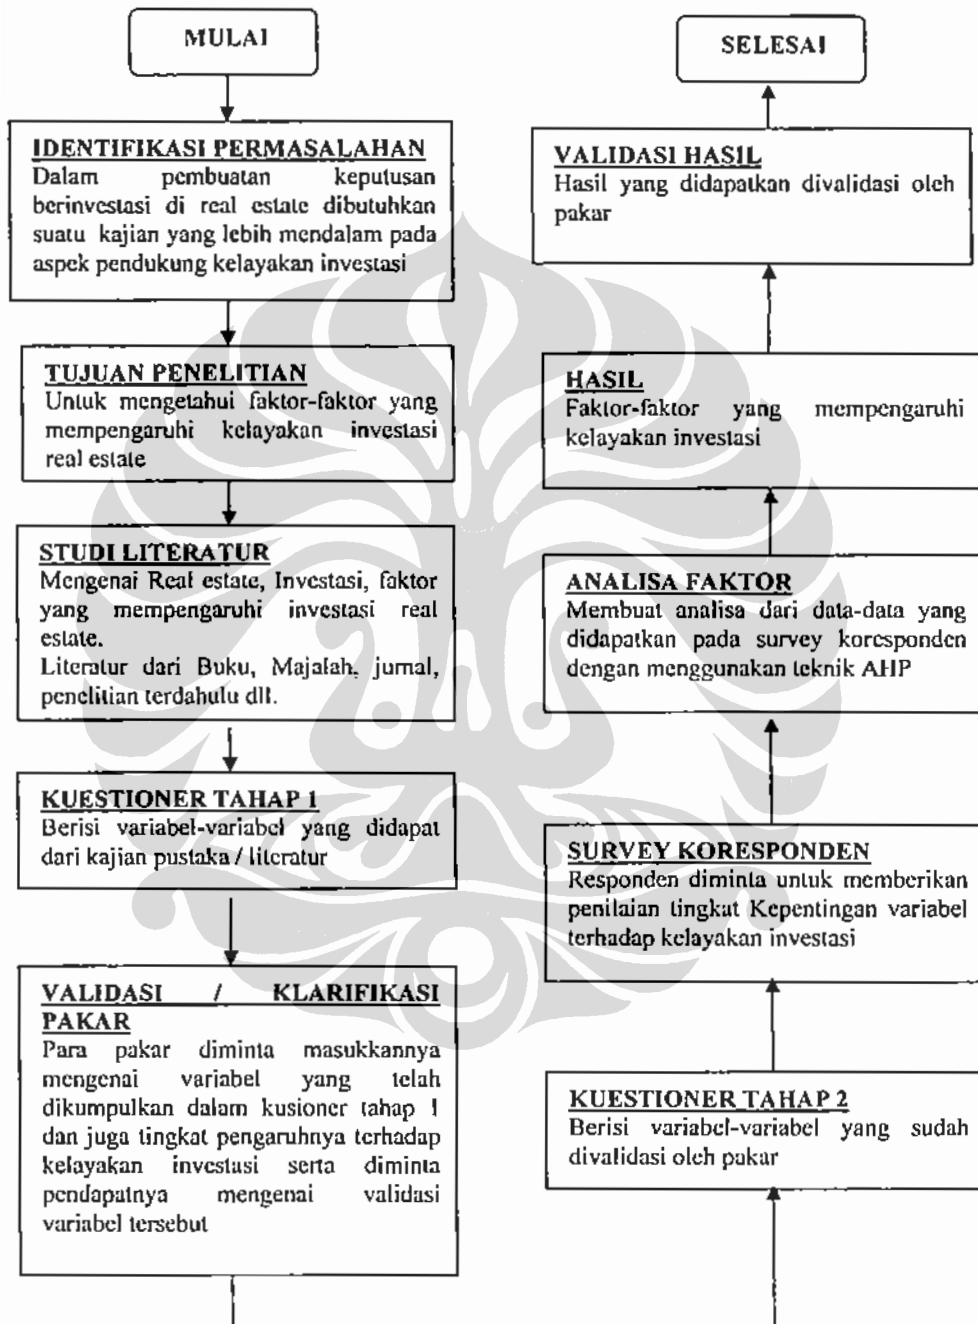 MULAI
IDENTIFIKASI PERMASALAHAN
Dalam pembuatan keputusan
berinvestasi di real estate dibutuhkan
suatu kajian yang lebih mendalam pada
aspek pendukung kelayakan investasi
TUJUAN PENELITIAN
Untuk mengetahui faktor-faktor yang
mempengaruhi kelayakan investasi
real estate
STUDI LITERATUR
Mengenai Real estate, Investasi, faktor
yang mempengaruhi investasi real
estate.
Literatur dari Buku, Majalah, jurnal,
penelitian terdahulu dll.
KUESTIONER TAHAP 1
Berisi variabel-variabel yang didapat
dari kajian pustaka / literatur
VALIDASI / KLARIFIKASI
PAKAR
Para pakar diminta masukkannya
mengenai variabel yang telah
dikumpulkan dalam kusioner tahap 1
dan juga tingkat pengaruhnya terhadap
kelayakan investasi serta diminta
pendapatnya mengenai validasi
variabel tersebut
SELESAI
VALIDASI HASIL
Hasil yang didapatkan divalidasi oleh
pakar
HASIL
Faktor-faktor yang mempengaruhi
kelayakan investasi
ANALISA FAKTOR
Membuat analisa dari data-data yang
didapatkan pada survey koresponden
dengan menggunakan teknik AHP
SURVEY KORESPONDEN
Responden diminta untuk memberikan
penilaian tingkat Kepentingan variabel
terhadap kelayakan investasi
KUESTIONER TAHAP 2
Berisi variabel-variabel yang sudah
divalidasi oleh pakar